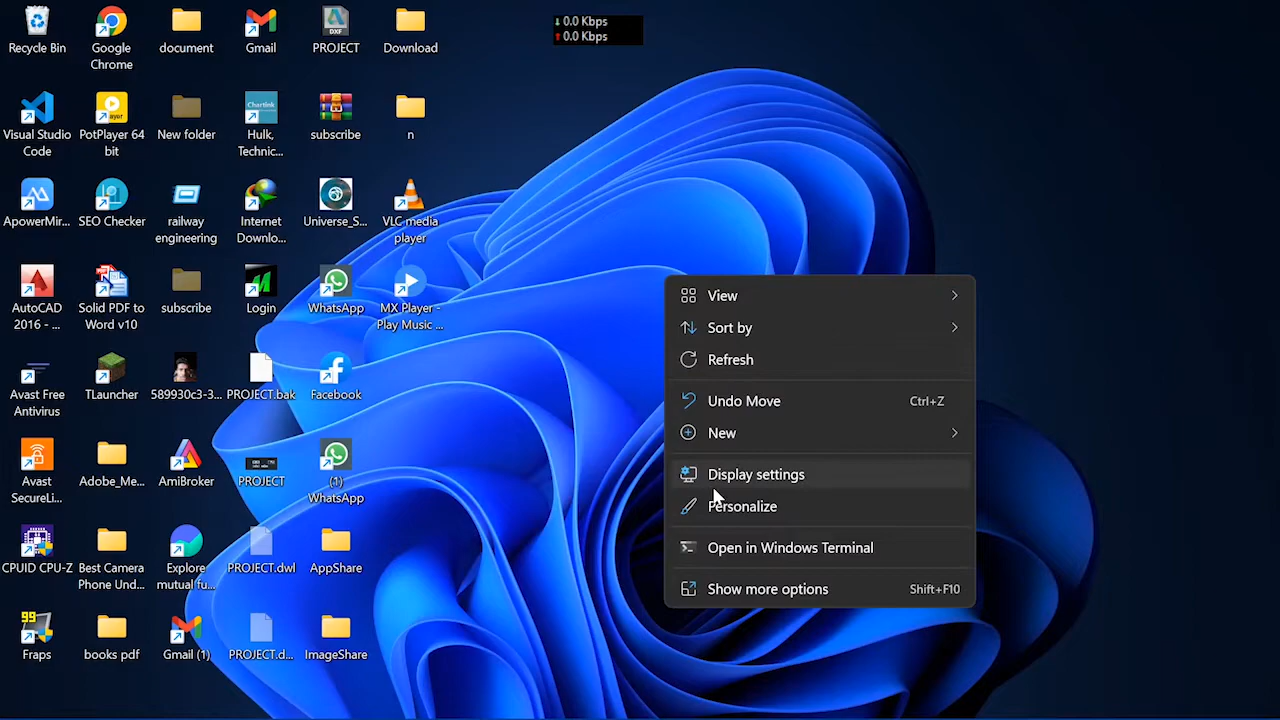 ↓ 0.0 Kbps
↑ 0.0 Kbps
Recycle Bin
Google
Chrome
document
Gmail
PROJECT
DXF
Download
Visual Studio
Code
PotPlayer 64
bit
New folder
Chartink
Hulk,
Technic...
subscribe
n
ApowerMir...
SEO Checker
railway
engineering
Internet
Downlo...
Universe_S...
VLC media
player
AutoCAD
2016 - ...
Solid PDF to
Word v10
subscribe
Login
WhatsApp
MX Player -
Play Music ...
Avast Free
Antivirus
TLauncher
589930c3-3...
PROJECT.bak
Facebook
Avast
SecureLi...
Adobe_Me...
AmiBroker
PROJECT
(1)
WhatsApp
CPUID CPU-Z
Best Camera
Phone Und...
Explore
mutual fu...
PROJECT.dwl
AppShare
99
Fraps
books pdf
Gmail (1)
PROJECT.d...
ImageShare
View
Sort by
Refresh
Undo Move Ctrl+Z
New
Display settings
Personalize
Open in Windows Terminal
Show more options Shift+F10